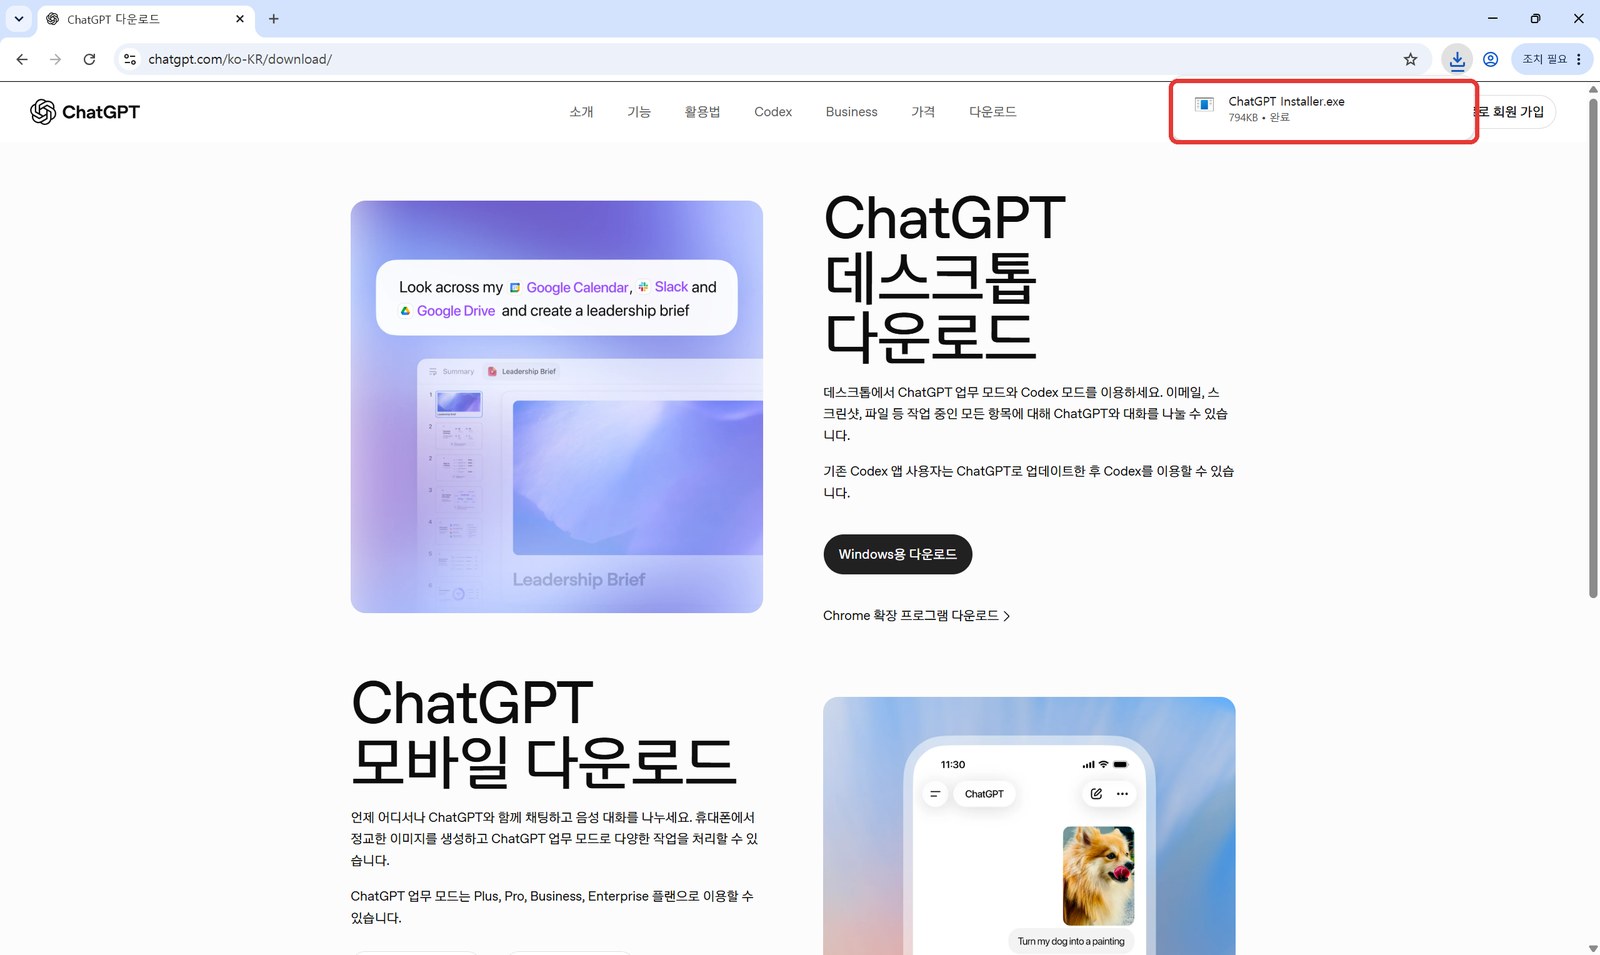 ChatGPT 다운로드
chatgpt.com/ko-KR/download/
조치 필요
ChatGPT
소개
기능
활용법
Codex
Business
가격
다운로드
ChatGPT Installer.exe
794KB • 완료
로 회원 가입
Look across my Google Calendar, Slack and
Google Drive and create a leadership brief
Summary
Leadership Brief
1
2
2
3
4
5
Leadership Brief
ChatGPT
데스크톱
다운로드
데스크톱에서 ChatGPT 업무 모드와 Codex 모드를 이용하세요. 이메일, 스
크린샷, 파일 등 작업 중인 모든 항목에 대해 ChatGPT와 대화를 나눌 수 있습
니다.
기존 Codex 앱 사용자는 ChatGPT로 업데이트한 후 Codex를 이용할 수 있습
니다.
Windows용 다운로드
Chrome 확장 프로그램 다운로드
ChatGPT
모바일 다운로드
언제 어디서나 ChatGPT와 함께 채팅하고 음성 대화를 나누세요. 휴대폰에서
정교한 이미지를 생성하고 ChatGPT 업무 모드로 다양한 작업을 처리할 수 있
습니다.
ChatGPT 업무 모드는 Plus, Pro, Business, Enterprise 플랜으로 이용할 수
있습니다.
11:30
ChatGPT
Turn my dog into a painting